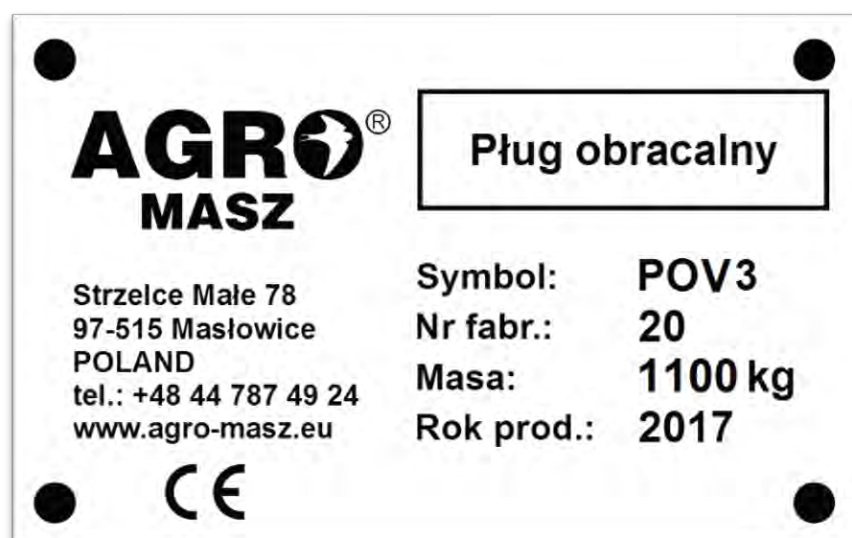 AGRO®
MASZ
Pług obracalny
Strzelce Małe 78
97-515 Masłowice
POLAND
tel.: +48 44 787 49 24
www.agro-masz.eu
CE
Symbol: POV3
Nr fabr.: 20
Masa: 1100 kg
Rok prod.: 2017